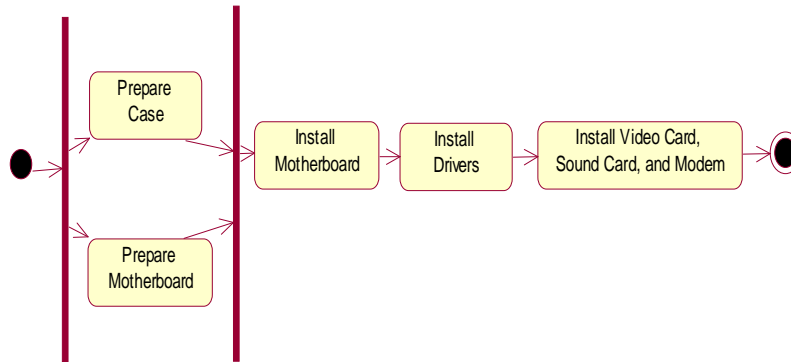 Prepare
Case
Prepare
Motherboard
Install
Motherboard
Install
Drivers
Install Video Card,
Sound Card, and Modem